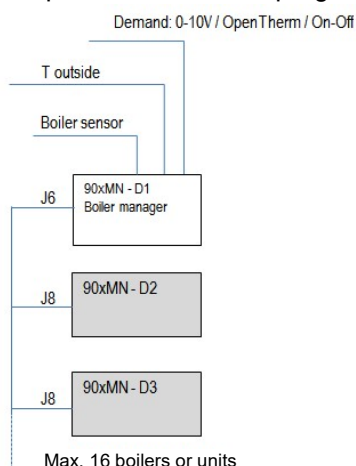 Demand: 0-10V / OpenTherm / On-Off
T outside
Boiler sensor
J6
90xMN - D1
Boiler manager
J8
90xMN - D2
J8
90xMN - D3
Max. 16 boilers or units